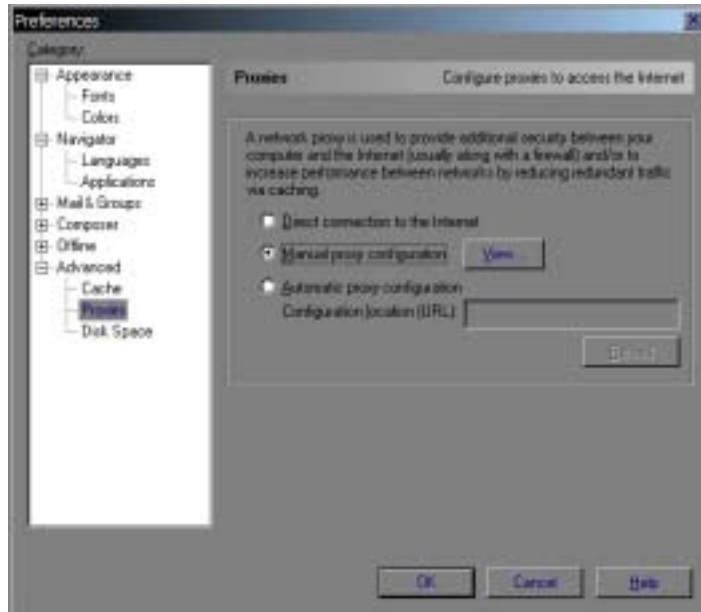 Preferences
Category:
Appearance
Fonts
Colors
Navigator
Languages
Applications
Mail & Groups
Composer
Offline
Advanced
Cache
Proxies
Disk Space
Proxies
Configure proxies to access the Internet
A network proxy is used to provide additional security between your
computer and the Internet (usually along with a firewall) and/or to
increase performance between networks by reducing redundant traffic
via caching.
Direct connection to the Internet
Manual proxy configuration
View...
Automatic proxy configuration
Configuration location (URL):
OK
Cancel
Help